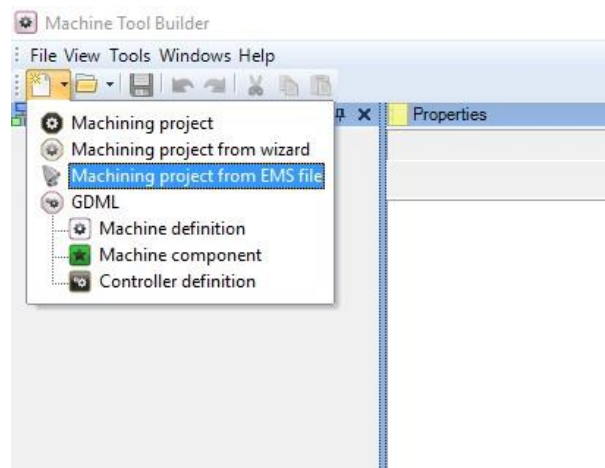 Machine Tool Builder
File View Tools Windows Help
Properties
Machining project
Machining project from wizard
Machining project from EMS file
GDML
Machine definition
Machine component
Controller definition